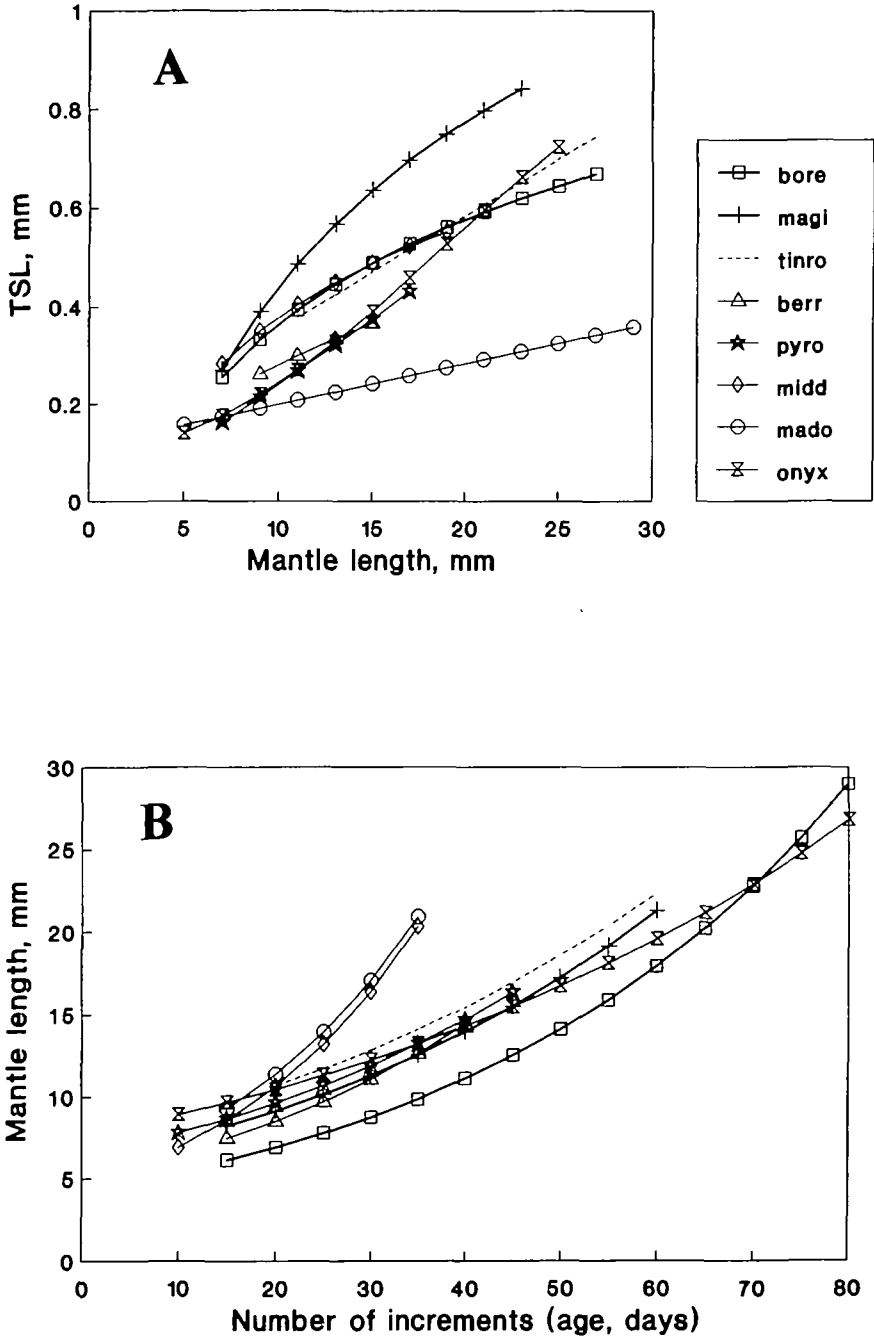 A
TSL, mm
1
0.8
0.6
0.4
0.2
0
0 5 10 15 20 25 30
Mantle length, mm
bore
magi
tinro
berr
pyro
midd
mado
onyx
B
Mantle length, mm
30
25
20
15
10
5
0
0 10 20 30 40 50 60 70 80
Number of increments (age, days)